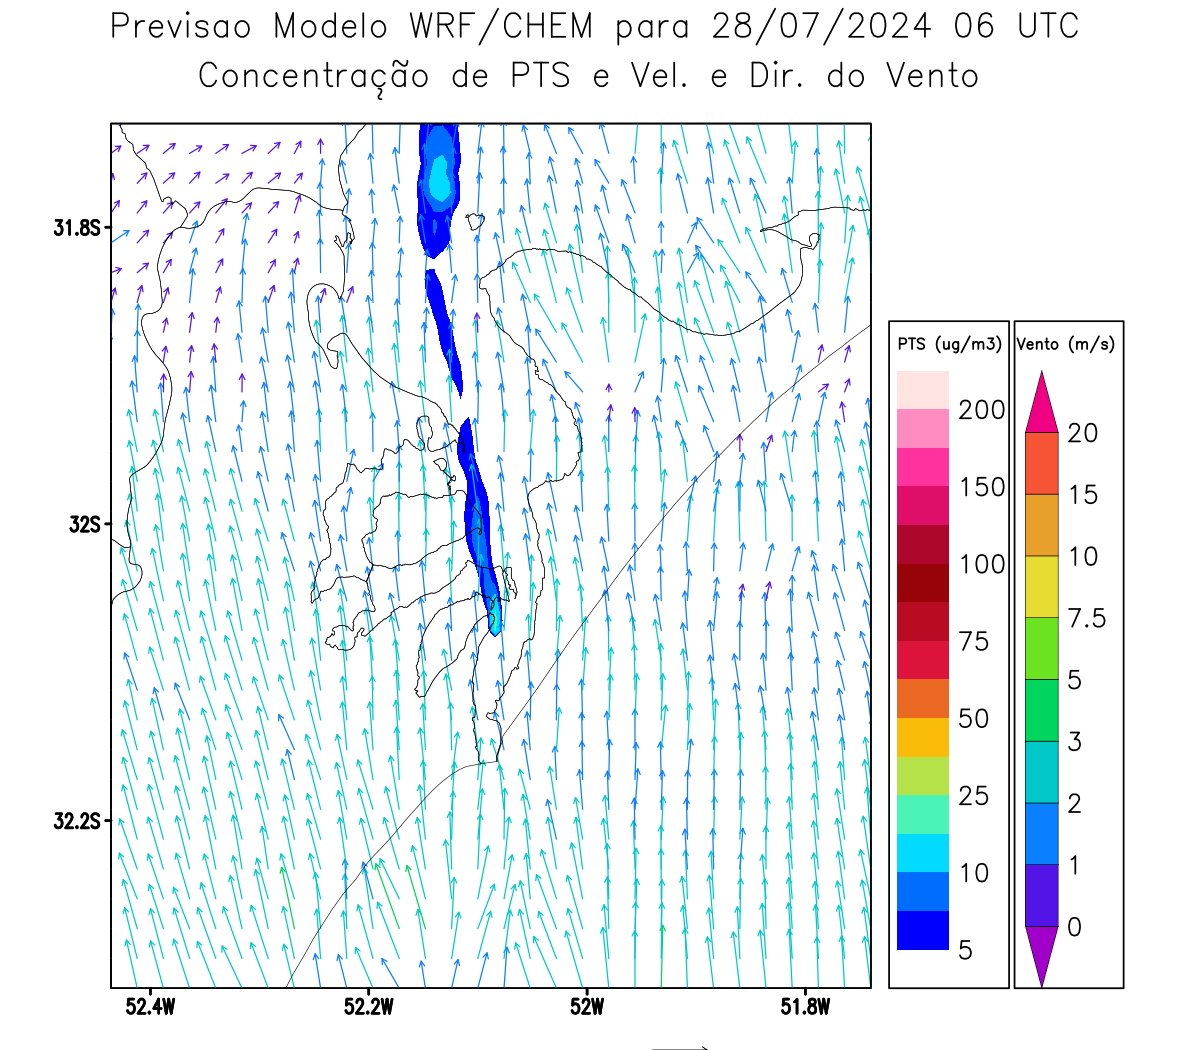 Previsao Modelo WRF/CHEM para 28/07/2024 06 UTC
Concentração de PTS e Vel. e Dir. do Vento
31.8S
32S
32.2S
52.4W 52.2W 52W 51.8W
PTS (ug/m3)
200
150
100
75
50
25
10
5
Vento (m/s)
20
15
10
7.5
5
3
2
1
0